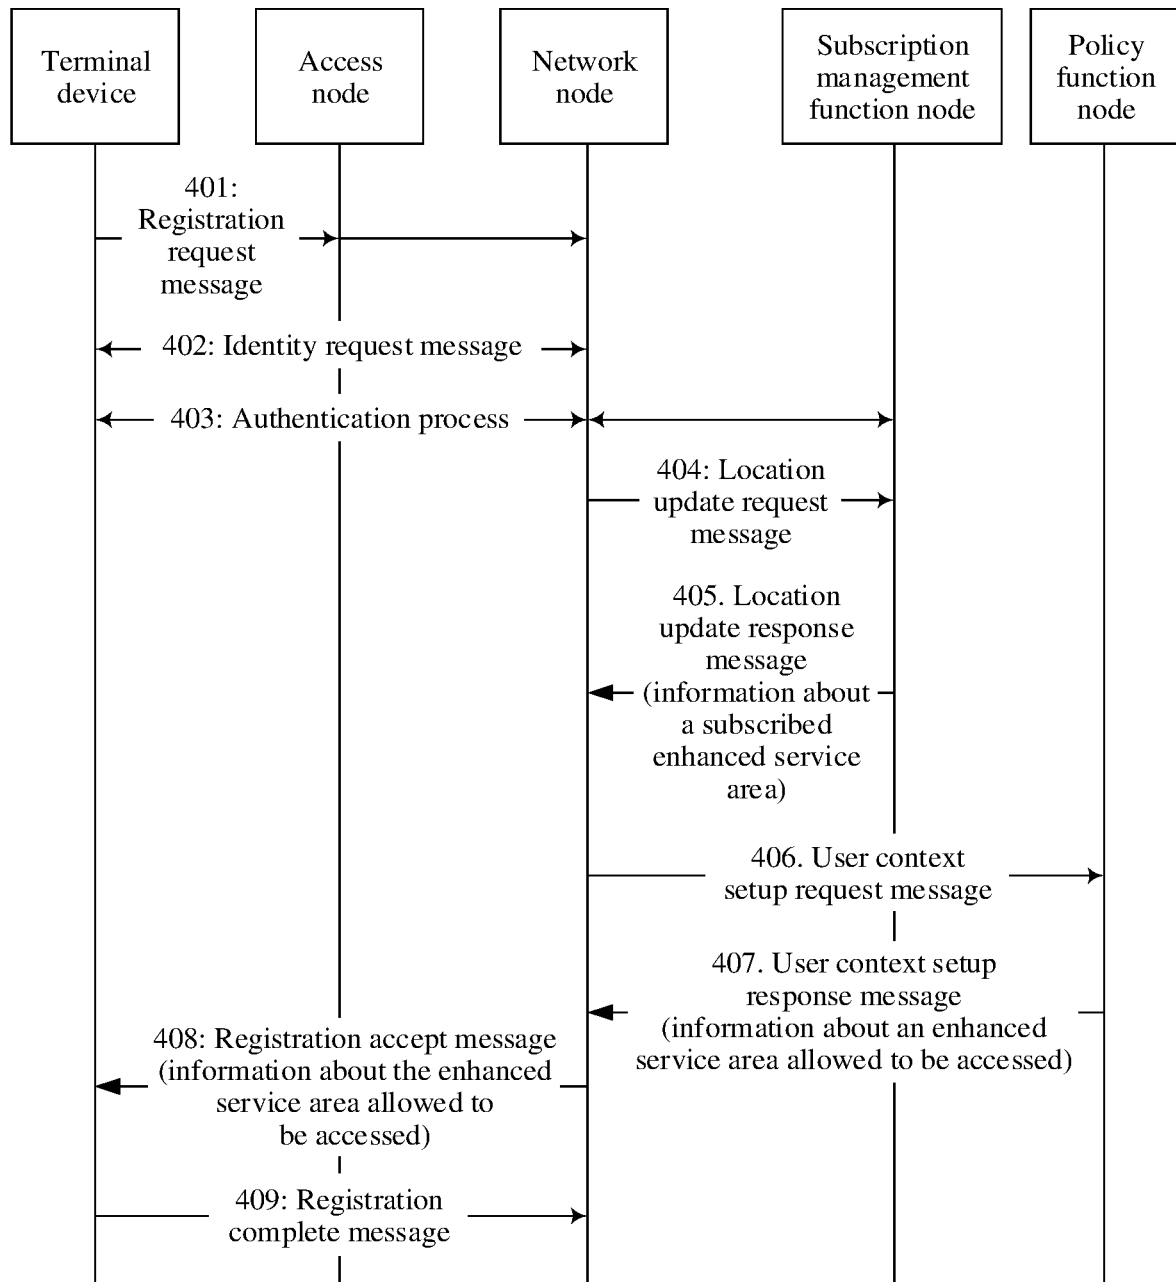 Terminal
device
Access
node
Network
node
Subscription
management
function node
Policy
function
node
401:
Registration
request
message
402: Identity request message
403: Authentication process
404: Location
update request
message
405. Location
update response
message
(information about
a subscribed
enhanced service
area)
406. User context
setup request message
407. User context setup
response message
(information about an enhanced
service area allowed to be accessed)
408: Registration accept message
(information about the enhanced
service area allowed to
be accessed)
409: Registration
complete message